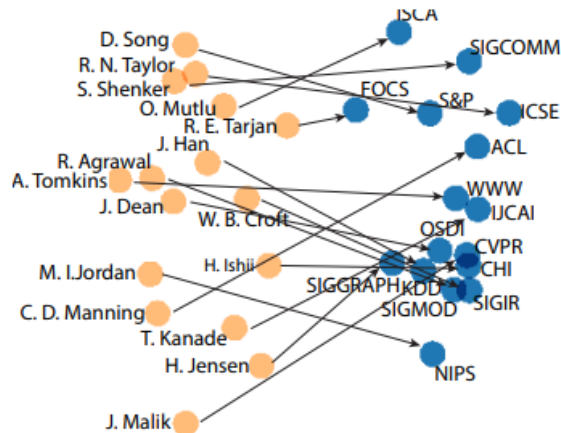 ISCA
D. Song
SIGCOMM
R. N. Taylor
S. Shenker
FOCS
S&P
ICSE
O. Mutlu
R. E. Tarjan
J. Han
ACL
R. Agrawal
A. Tomkins
WWW
J. Dean
W. B. Croft
IJCAI
OSDI
CVPR
H. Ishii
CHI
M. I.Jordan
SIGGRAPH
KDD
SIGMOD
SIGIR
C. D. Manning
T. Kanade
H. Jensen
NIPS
J. Malik